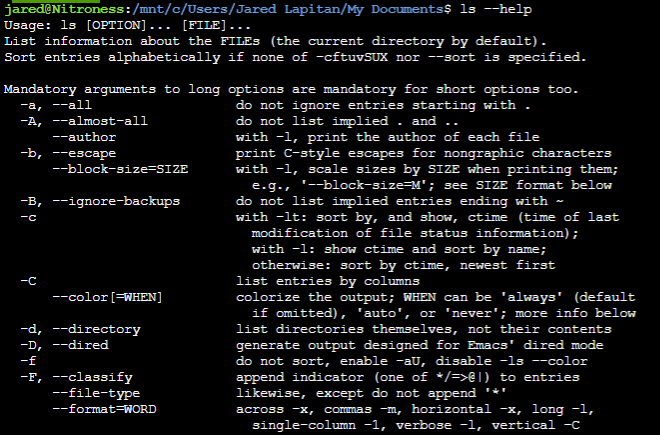 jared@Nitroness:/mnt/c/Users/Jared Lapitan/My Documents$ ls --help
Usage: ls [OPTION]... [FILE]...
List information about the FILEs (the current directory by default).
Sort entries alphabetically if none of -cftuvSUX nor --sort is specified.

Mandatory arguments to long options are mandatory for short options too.
  -a, --all                  do not ignore entries starting with .
  -A, --almost-all           do not list implied . and ..
      --author               with -l, print the author of each file
  -b, --escape               print C-style escapes for nongraphic characters
      --block-size=SIZE      with -l, scale sizes by SIZE when printing them;
                               e.g., '--block-size=M'; see SIZE format below
  -B, --ignore-backups       do not list implied entries ending with ~
  -c                         with -lt: sort by, and show, ctime (time of last
                               modification of file status information);
                               with -l: show ctime and sort by name;
                               otherwise: sort by ctime, newest first
  -C                         list entries by columns
      --color[=WHEN]         colorize the output; WHEN can be 'always' (default
                               if omitted), 'auto', or 'never'; more info below
  -d, --directory            list directories themselves, not their contents
  -D, --dired                generate output designed for Emacs' dired mode
  -f                         do not sort, enable -aU, disable -ls --color
  -F, --classify             append indicator (one of */=>@|) to entries
      --file-type            likewise, except do not append '*'
      --format=WORD          across -x, commas -m, horizontal -x, long -l,
                               single-column -1, verbose -l, vertical -C